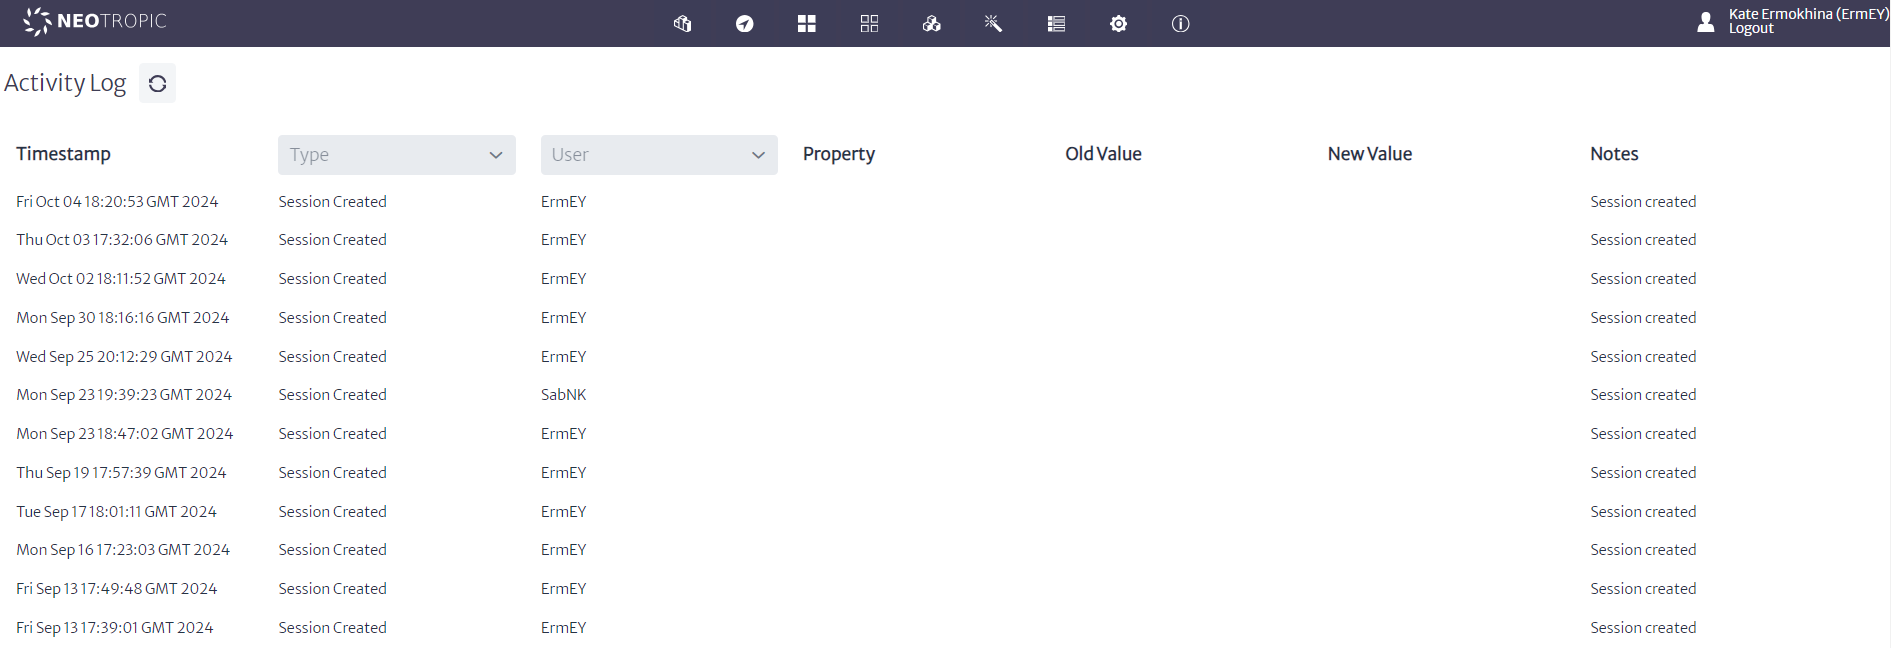 NEOTROPIC
Kate Ermokhina (ErmEY)
Logout
Activity Log
Timestamp Type User Property Old Value New Value Notes
Fri Oct 04 18:20:53 GMT 2024 Session Created ErmEY Session created
Thu Oct 03 17:32:06 GMT 2024 Session Created ErmEY Session created
Wed Oct 02 18:11:52 GMT 2024 Session Created ErmEY Session created
Mon Sep 30 18:16:16 GMT 2024 Session Created ErmEY Session created
Wed Sep 25 20:12:29 GMT 2024 Session Created ErmEY Session created
Mon Sep 23 19:39:23 GMT 2024 Session Created SabNK Session created
Mon Sep 23 18:47:02 GMT 2024 Session Created ErmEY Session created
Thu Sep 19 17:57:39 GMT 2024 Session Created ErmEY Session created
Tue Sep 17 18:01:11 GMT 2024 Session Created ErmEY Session created
Mon Sep 16 17:23:03 GMT 2024 Session Created ErmEY Session created
Fri Sep 13 17:49:48 GMT 2024 Session Created ErmEY Session created
Fri Sep 13 17:39:01 GMT 2024 Session Created ErmEY Session created